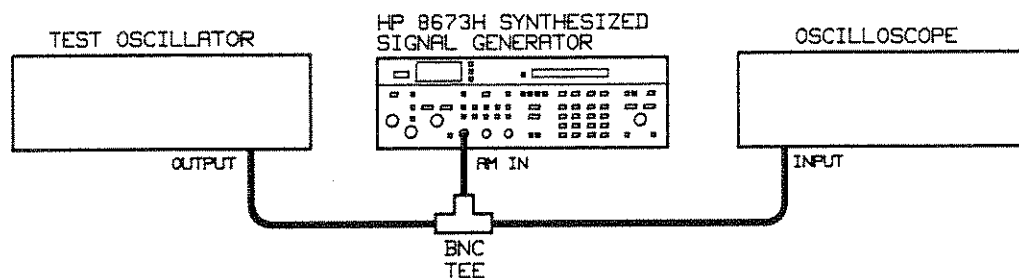 TEST OSCILLATOR
HP 8673H SYNTHESIZED
SIGNAL GENERATOR
OSCILLOSCOPE
OUTPUT
AM IN
INPUT
BNC
TEE